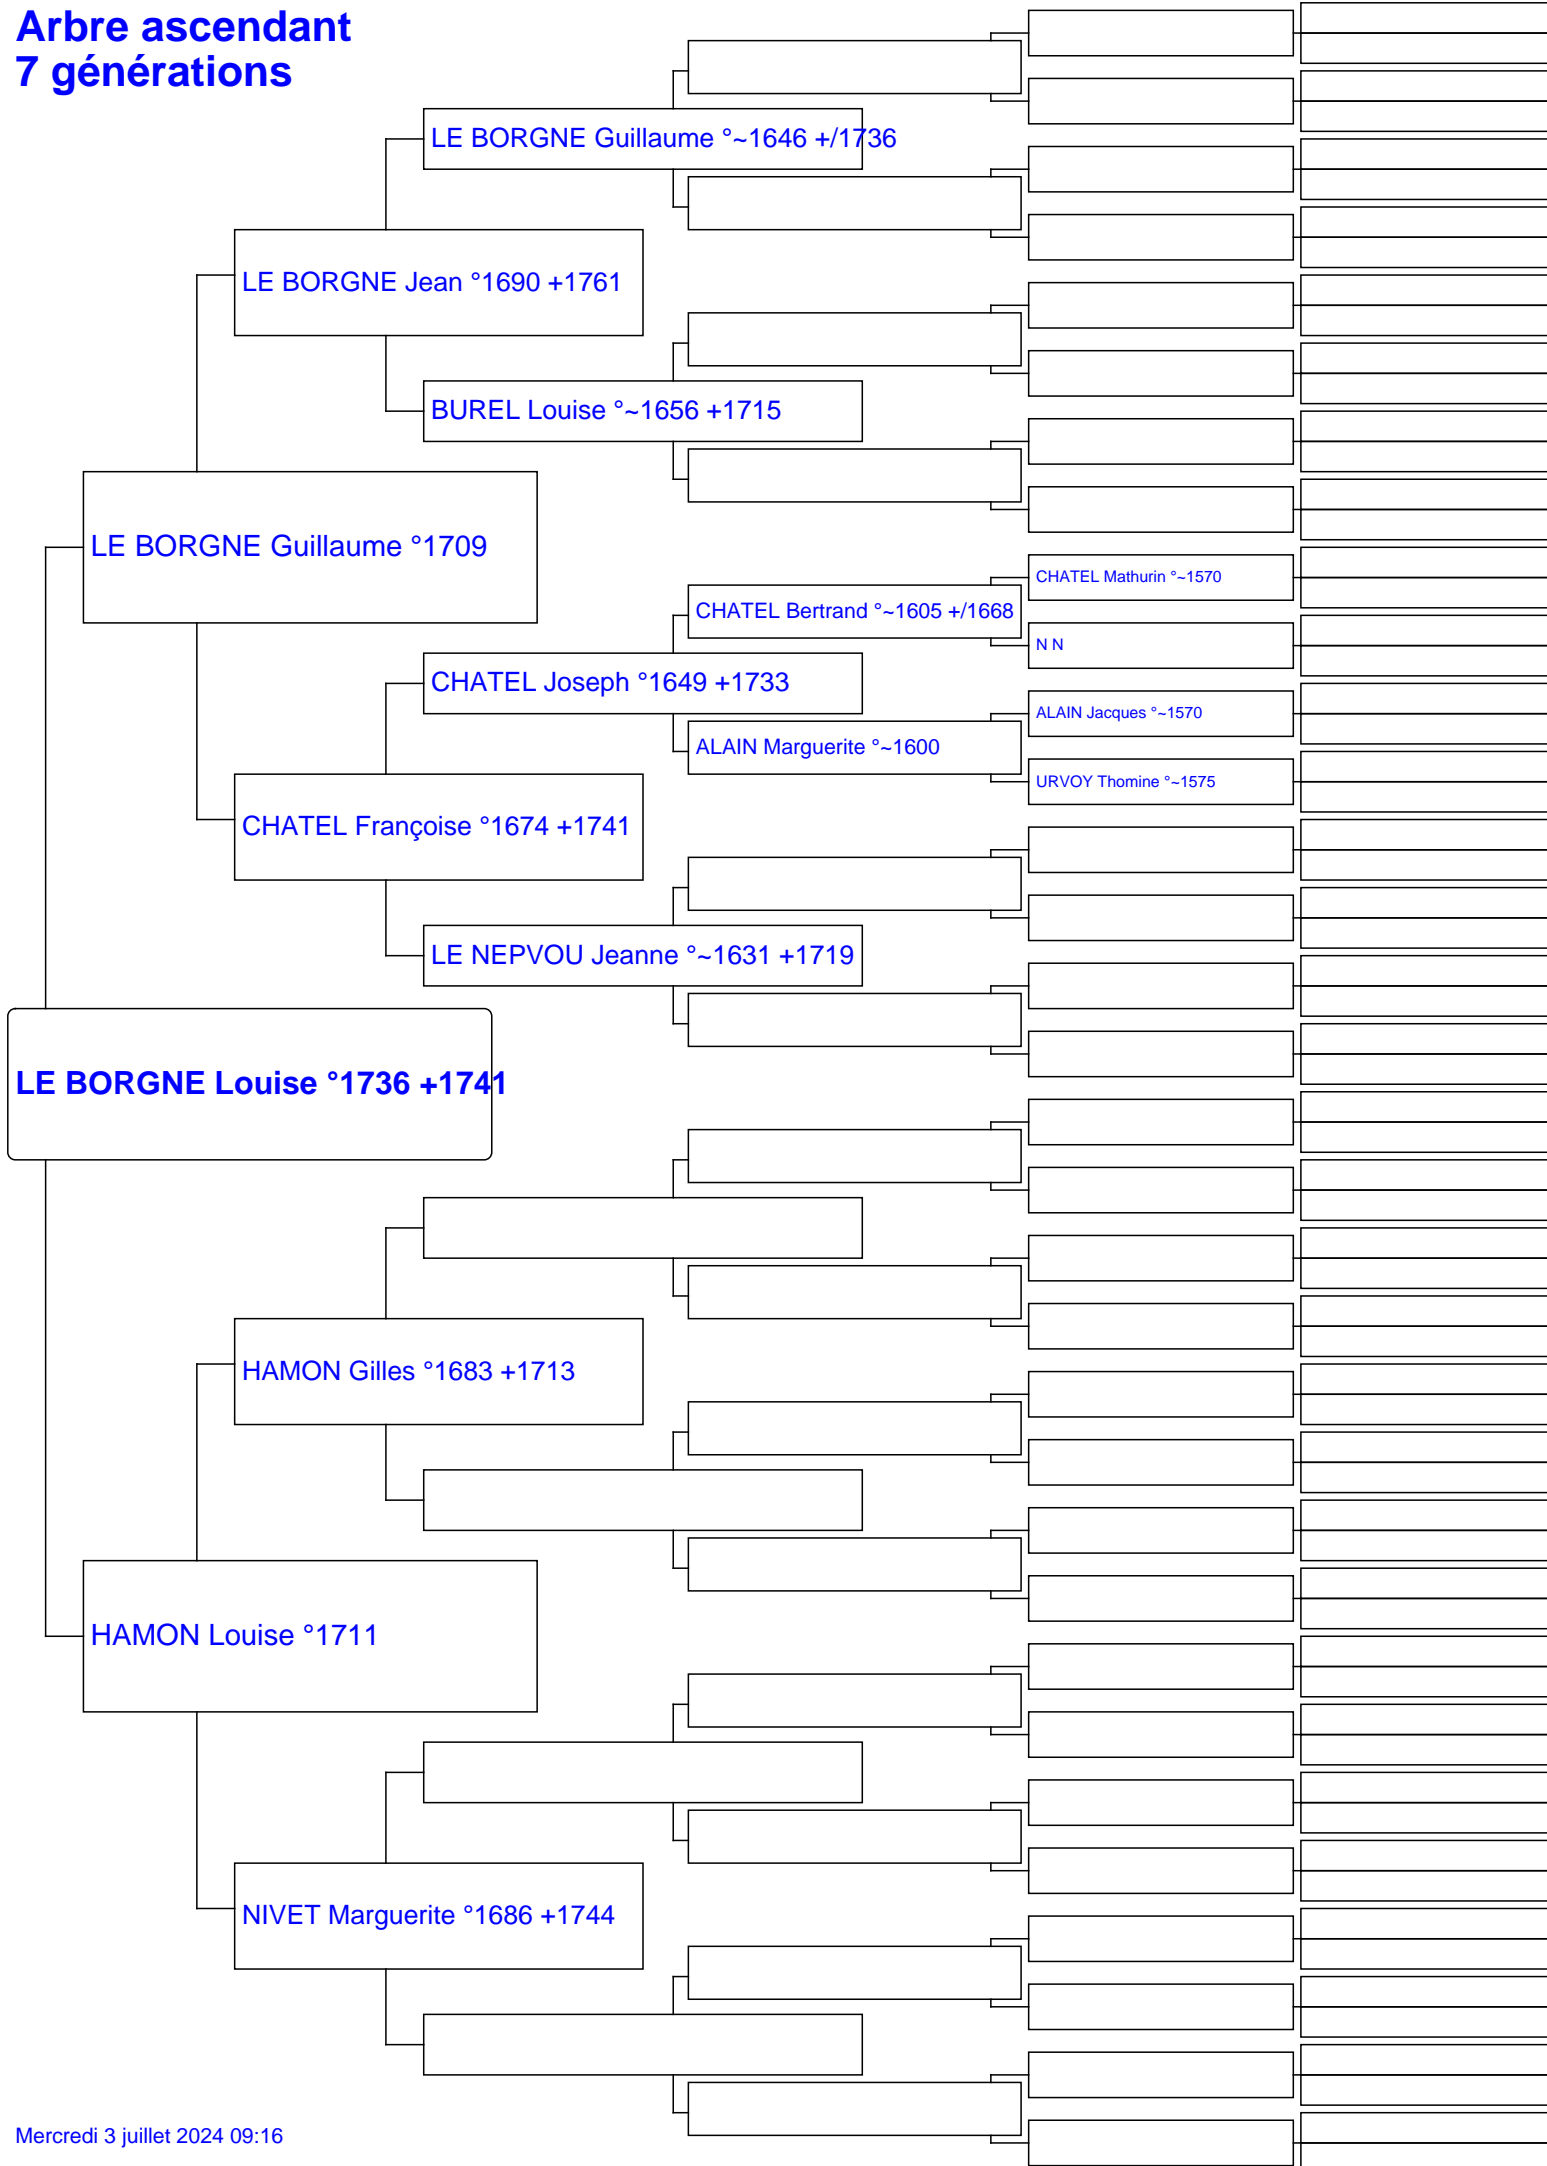 Arbre ascendant
7 générations
LE BORGNE Guillaume °~1646 +/1736
LE BORGNE Jean °1690 +1761
BUREL Louise °~1656 +1715
LE BORGNE Guillaume °1709
CHATEL Mathurin °~1570
CHATEL Bertrand °~1605 +/1668
N N
CHATEL Joseph °1649 +1733
ALAIN Jacques °~1570
ALAIN Marguerite °~1600
URVOY Thomine °~1575
CHATEL Françoise °1674 +1741
LE NEPVOU Jeanne °~1631 +1719
LE BORGNE Louise °1736 +1741
HAMON Gilles °1683 +1713
HAMON Louise °1711
NIVET Marguerite °1686 +1744
Mercredi 3 juillet 2024 09:16